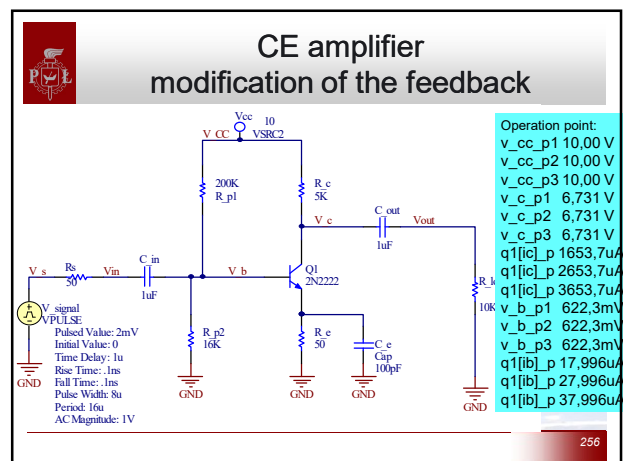 P Ł
CE amplifier
modification of the feedback
Vcc 10
V_CC VSRC2
200K
R_p1
R_c
5K
V_c
C_out
Vout
1uF
V_s
Rs
50
Vin
C_in
1uF
V_b
Q1
2N2222
V_signal
VPULSE
Pulsed Value: 2mV
Initial Value: 0
Time Delay: 1u
Rise Time: .1ns
Fall Time: .1ns
Pulse Width: 8u
Period: 16u
AC Magnitude: 1V
R_p2
16K
R_e
50
C_e
Cap
100pF
10K
GND
GND
GND
GND
GND
Operation point:
v_cc_p1 10,00 V
v_cc_p2 10,00 V
v_cc_p3 10,00 V
v_c_p1 6,731 V
v_c_p2 6,731 V
v_c_p3 6,731 V
q1[ic]_p 1653,7uA
q1[ic]_p 2653,7uA
q1[ic]_p 3653,7uA
v_b_p1 622,3mV
v_b_p2 622,3mV
v_b_p3 622,3mV
q1[ib]_p 17,996uA
q1[ib]_p 27,996uA
q1[ib]_p 37,996uA
256